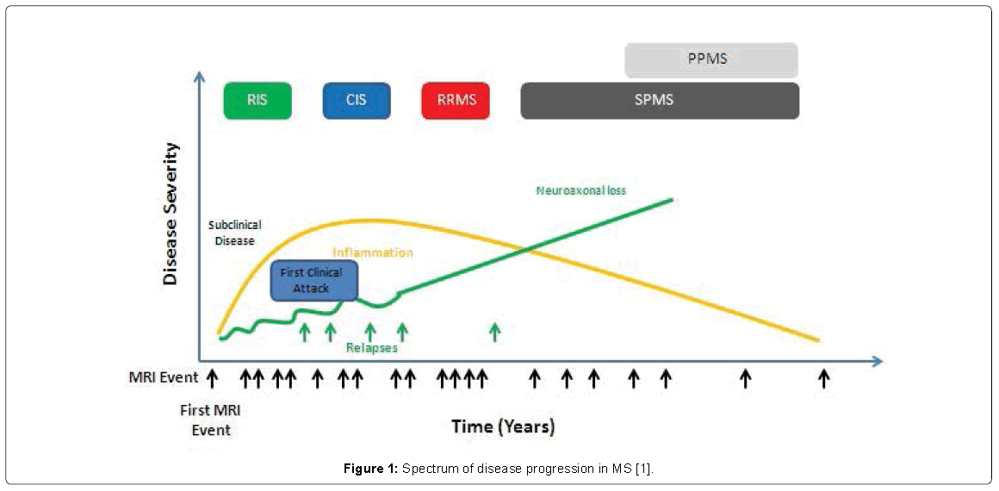 PPMS
RIS
CIS
RRMS
SPMS
Disease Severity
Neuroaxonal loss
Subclinical
Disease
Inflammation
First Clinical
Attack
Relapses
MRI Event
First MRI
Event
Time (Years)
Figure 1: Spectrum of disease progression in MS [1].